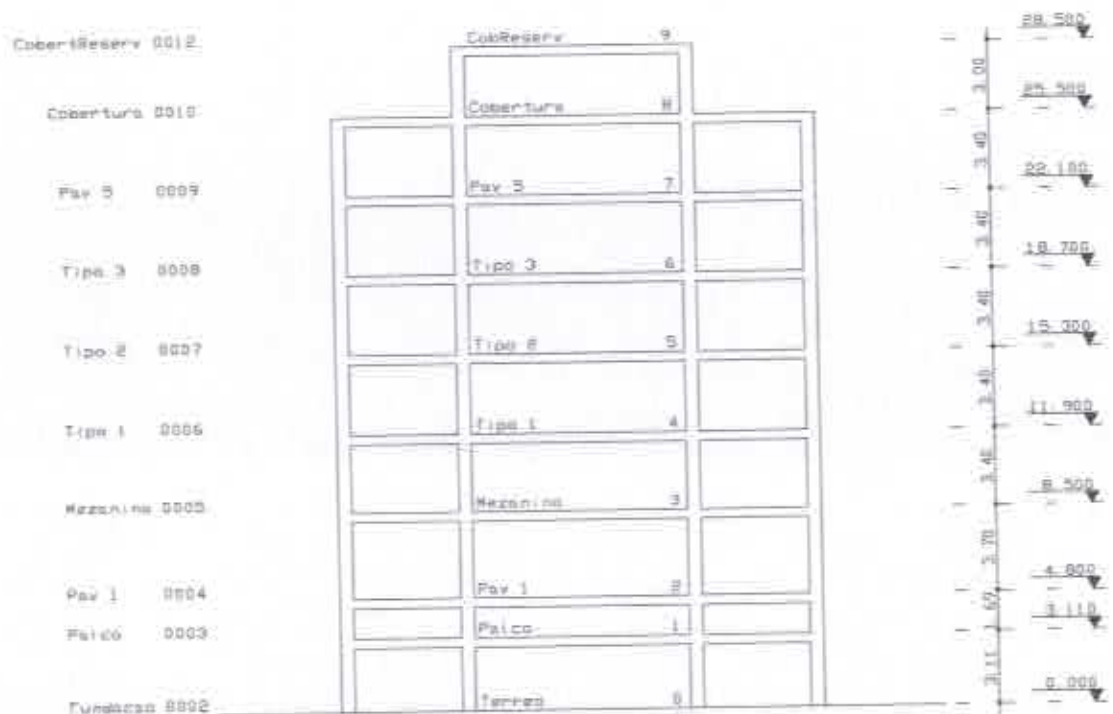 CobertReserv 0012 CobReserv 9 28.500
3.00
Cobertura 0010 Cobertura 8 25.500
3.40
Pav 5 0009 Pav 5 7 22.100
3.40
Tipo 3 0008 Tipo 3 6 18.700
3.40
Tipo 2 0007 Tipo 2 5 15.300
3.40
Tipo 1 0006 Tipo 1 4 11.900
3.40
Mezanino 0005 Mezanino 3 8.500
3.70
Pav 1 0004 Pav 1 2 4.800
1.69
Palco 0003 Palco 1 3.110
3.11
Fundacao 0002 Terreo 0 0.000